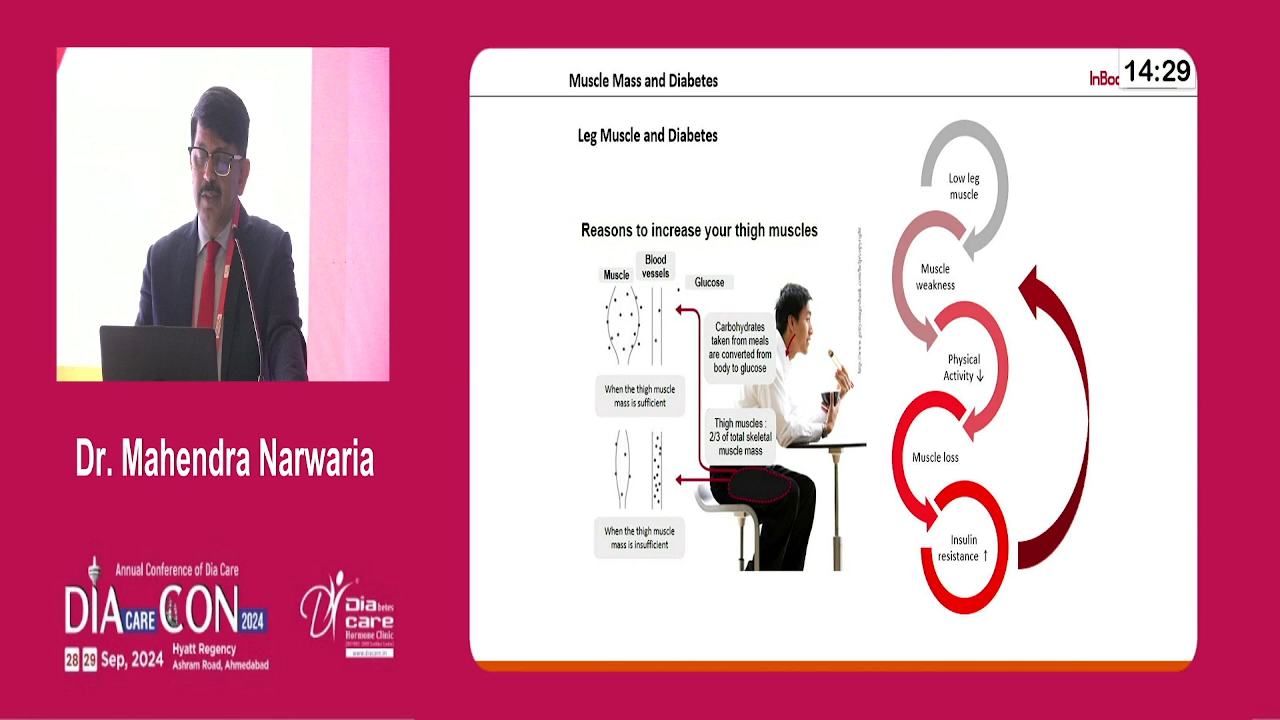 Muscle Mass and Diabetes
InBo
14:29
Leg Muscle and Diabetes
Reasons to increase your thigh muscles
Muscle
Blood
vessels
Glucose
Carbohydrates
taken from meals
are converted from
body to glucose
When the thigh muscle
mass is sufficient
Thigh muscles :
2/3 of total skeletal
muscle mass
When the thigh muscle
mass is insufficient
Low leg
muscle
Muscle
weakness
Physical
Activity ↓
Muscle loss
Insulin
resistance ↑
Dr. Mahendra Narwaria
Annual Conference of Dia Care
DIA CARE CON 2024
28 29 Sep, 2024
Hyatt Regency
Ashram Road, Ahmedabad
Diabetes
care
Hormone Clinic
www.diacare.in